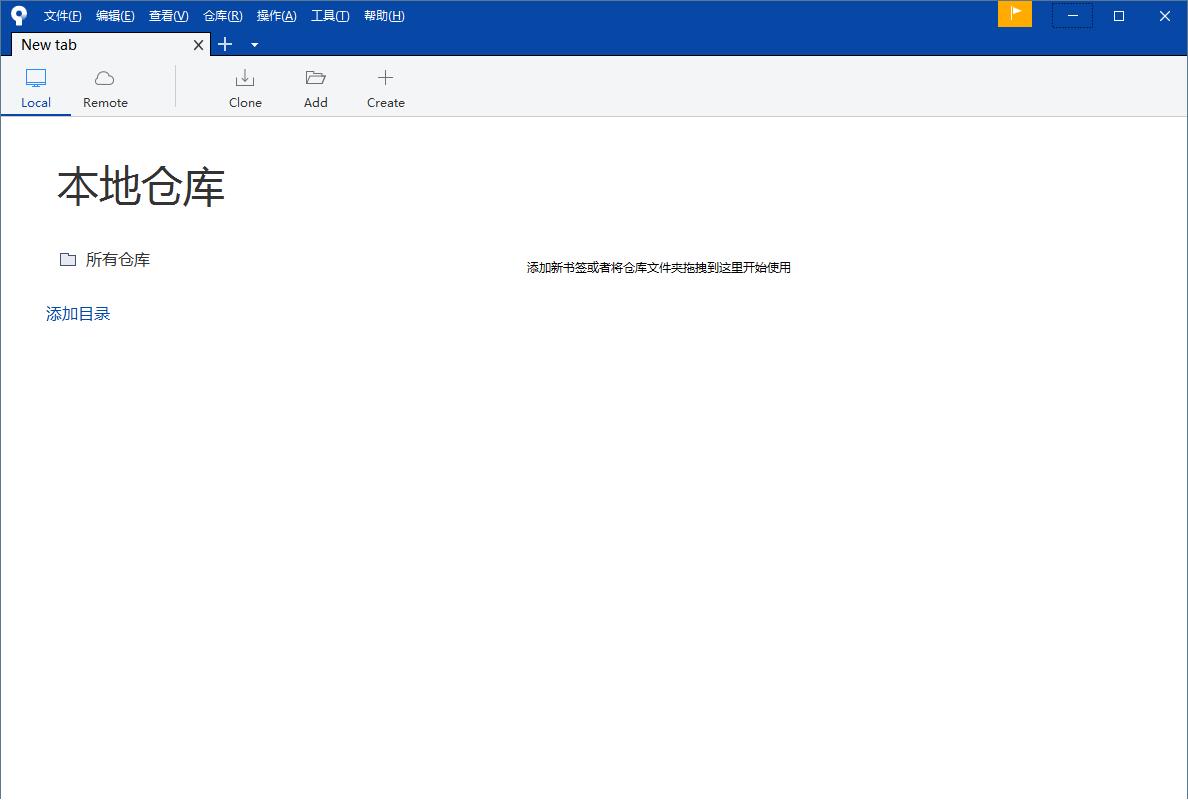 文件(F) 编辑(E) 查看(V) 仓库(R) 操作(A) 工具(T) 帮助(H)
New tab
Local Remote Clone Add Create
本地仓库
所有仓库
添加新书签或者将仓库文件夹拖拽到这里开始使用
添加目录